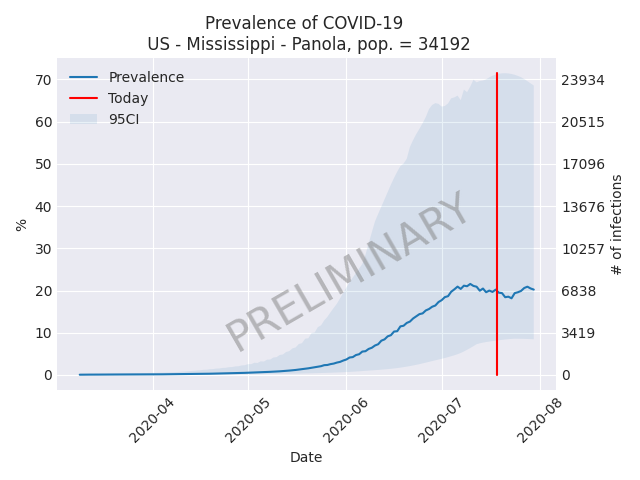 Prevalence of COVID-19
US - Mississippi - Panola, pop. = 34192
Prevalence
Today
95CI
PRELIMINARY
%
70
60
50
40
30
20
10
0
23934
20515
17096
13676
10257
6838
3419
0
# of infections
2020-04
2020-05
2020-06
2020-07
2020-08
Date